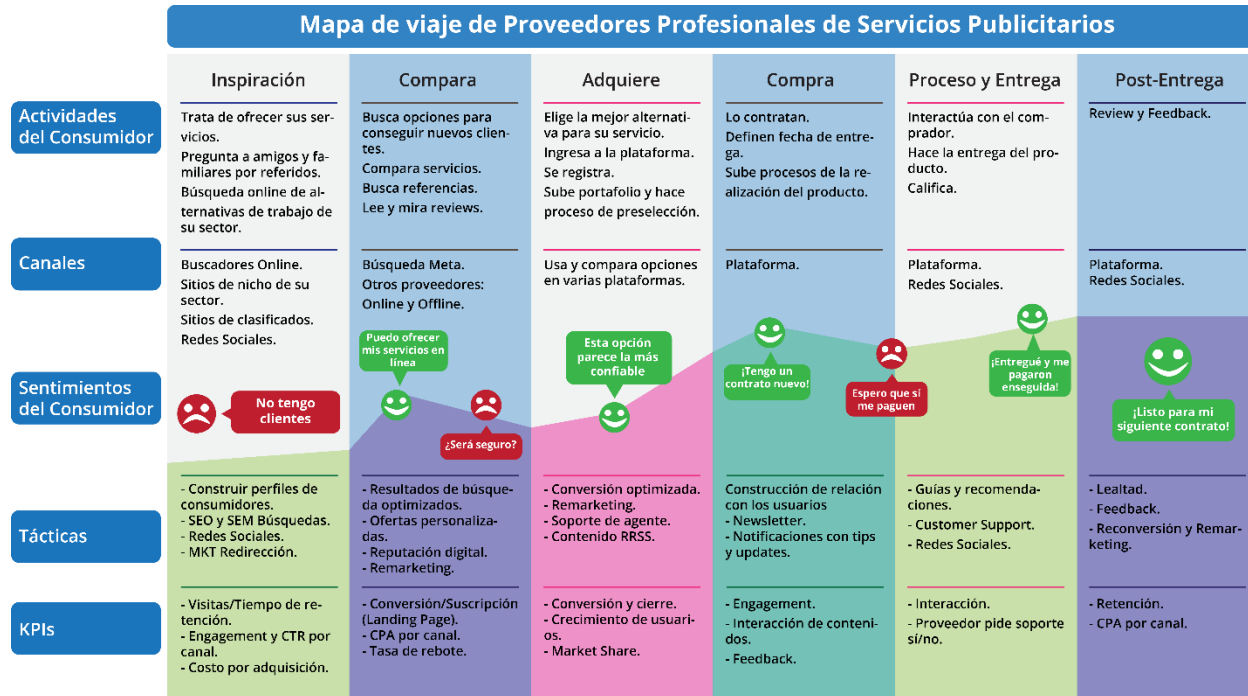 Mapa de viaje de Proveedores Profesionales de Servicios Publicitarios
Inspiración
Compara
Adquiere
Compra
Proceso y Entrega
Post-Entrega
Actividades
del Consumidor
Trata de ofrecer sus ser-
vicios.
Pregunta a amigos y fa-
miliares por referidos.
Búsqueda online de al-
ternativas de trabajo de
su sector.
Busca opciones para
conseguir nuevos clien-
tes.
Compara servicios.
Busca referencias.
Lee y mira reviews.
Elige la mejor alternati-
va para su servicio.
Ingresa a la plataforma.
Se registra.
Sube portafolio y hace
proceso de preselección.
Lo contratan.
Definen fecha de entre-
ga.
Sube procesos de la rea-
lización del producto.
Interactúa con el com-
prador.
Hace la entrega del pro-
ducto.
Califica.
Review y Feedback.
Canales
Buscadores Online.
Sitios de nicho de su
sector.
Sitios de clasificados.
Redes Sociales.
Búsqueda Meta.
Otros proveedores:
Online y Offline.
Usa y compara opciones
en varias plataformas.
Plataforma.
Plataforma.
Redes Sociales.
Plataforma.
Redes Sociales.
Sentimientos
del Consumidor
No tengo
clientes
Puedo ofrecer
mis servicios en
línea
¿Será seguro?
Esta opción
parece la más
confiable
¡Tengo un
contrato nuevo!
Espero que sí
me paguen
¡Entregué y me
pagaron
enseguida!
¡Listo para mi
siguiente contrato!
Tácticas
- Construir perfiles de
consumidores.
- SEO y SEM Búsquedas.
- Redes Sociales.
- MKT Redirección.
- Resultados de búsque-
da optimizados.
- Ofertas personaliza-
das.
- Reputación digital.
- Remarketing.
- Conversión optimizada.
- Remarketing.
- Soporte de agente.
- Contenido RRSS.
Construcción de relación
con los usuarios
- Newsletter.
- Notificaciones con tips
y updates.
- Guías y recomenda-
ciones.
- Customer Support.
- Redes Sociales.
- Lealtad.
- Feedback.
- Reconversión y Remar-
keting.
KPIs
- Visitas/Tiempo de re-
tención.
- Engagement y CTR por
canal.
- Costo por adquisición.
- Conversión/Suscripción
(Landing Page).
- CPA por canal.
- Tasa de rebote.
- Conversión y cierre.
- Crecimiento de usuari-
os.
- Market Share.
- Engagement.
- Interacción de conteni-
dos.
- Feedback.
- Interacción.
- Proveedor pide soporte
sí/no.
- Retención.
- CPA por canal.